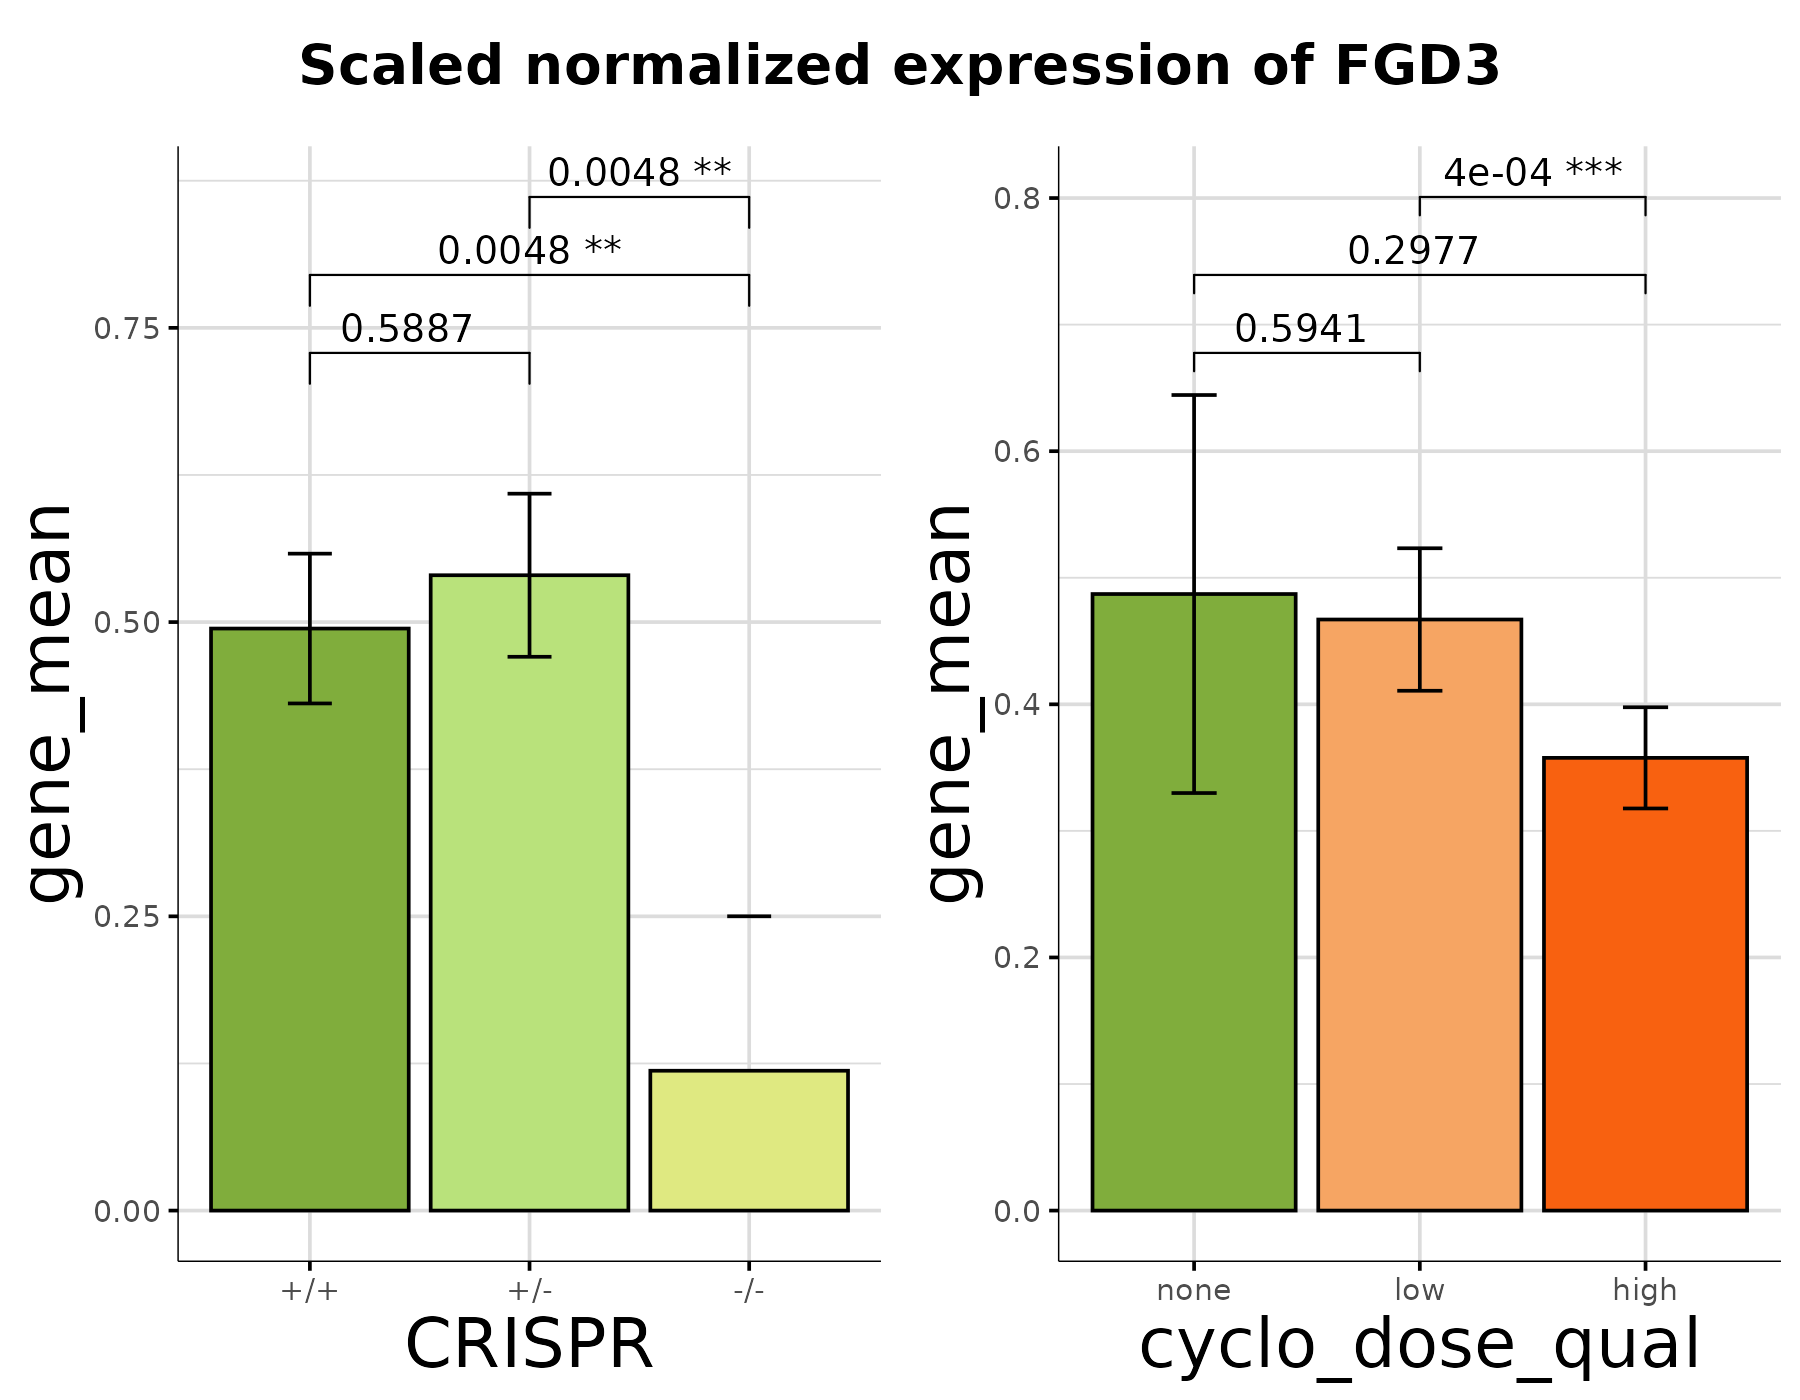 Scaled normalized expression of FGD3
gene_mean
0.75
0.50
0.25
0.00
0.0048 **
0.0048 **
0.5887
+/+ +/- -/-
CRISPR
gene_mean
0.8
0.6
0.4
0.2
0.0
4e-04 ***
0.2977
0.5941
none low high
cyclo_dose_qual